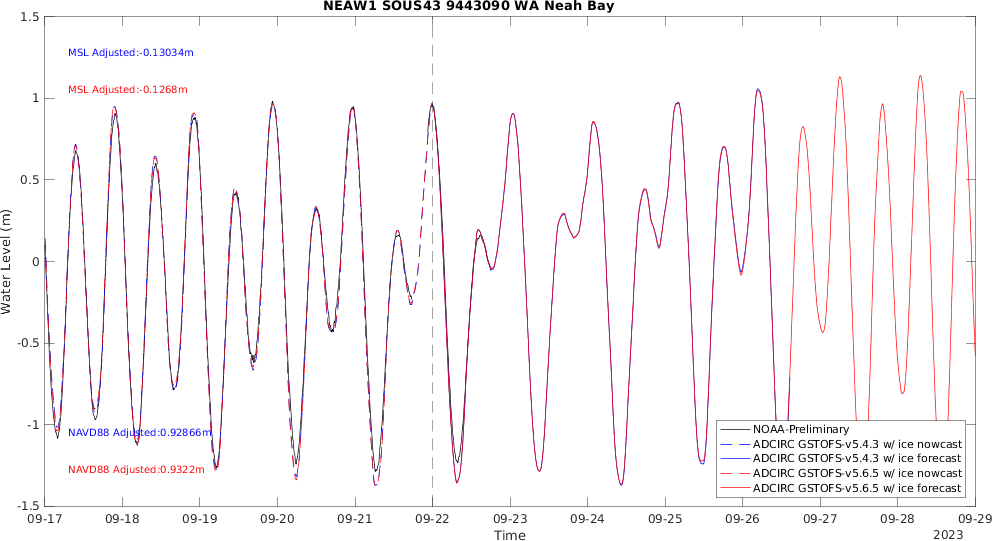 NEAW1 SOUS43 9443090 WA Neah Bay
1.5
MSL Adjusted:-0.13034m
MSL Adjusted:-0.1268m
1
0.5
Water Level (m)
0
-0.5
-1
NAVD88 Adjusted:0.92866m
NAVD88 Adjusted:0.9322m
NOAA-Preliminary
ADCIRC GSTOFS-v5.4.3 w/ ice nowcast
ADCIRC GSTOFS-v5.4.3 w/ ice forecast
ADCIRC GSTOFS-v5.6.5 w/ ice nowcast
ADCIRC GSTOFS-v5.6.5 w/ ice forecast
-1.5
09-17 09-18 09-19 09-20 09-21 09-22 09-23 09-24 09-25 09-26 09-27 09-28 09-29
Time
2023